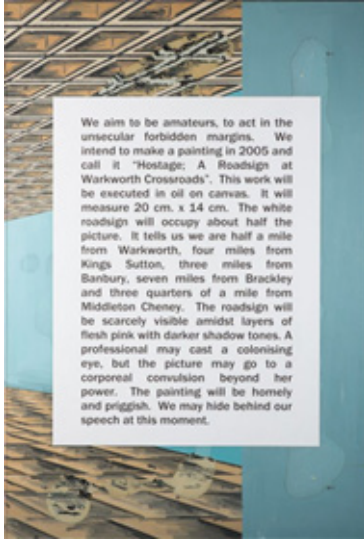 We aim to be amateurs, to act in the
unsecular forbidden margins. We
intend to make a painting in 2005 and
call it "Hostage; A Roadsign at
Warkworth Crossroads". This work will
be executed in oil on canvas. It will
measure 20 cm. x 14 cm. The white
roadsign will occupy about half the
picture. It tells us we are half a mile
from Warkworth, four miles from
Kings Sutton, three miles from
Banbury, seven miles from Brackley
and three quarters of a mile from
Middleton Cheney. The roadsign will
be scarcely visible amidst layers of
flesh pink with darker shadow tones. A
professional may cast a colonising
eye, but the picture may go to a
corporeal convulsion beyond her
power. The painting will be homely
and priggish. We may hide behind our
speech at this moment.